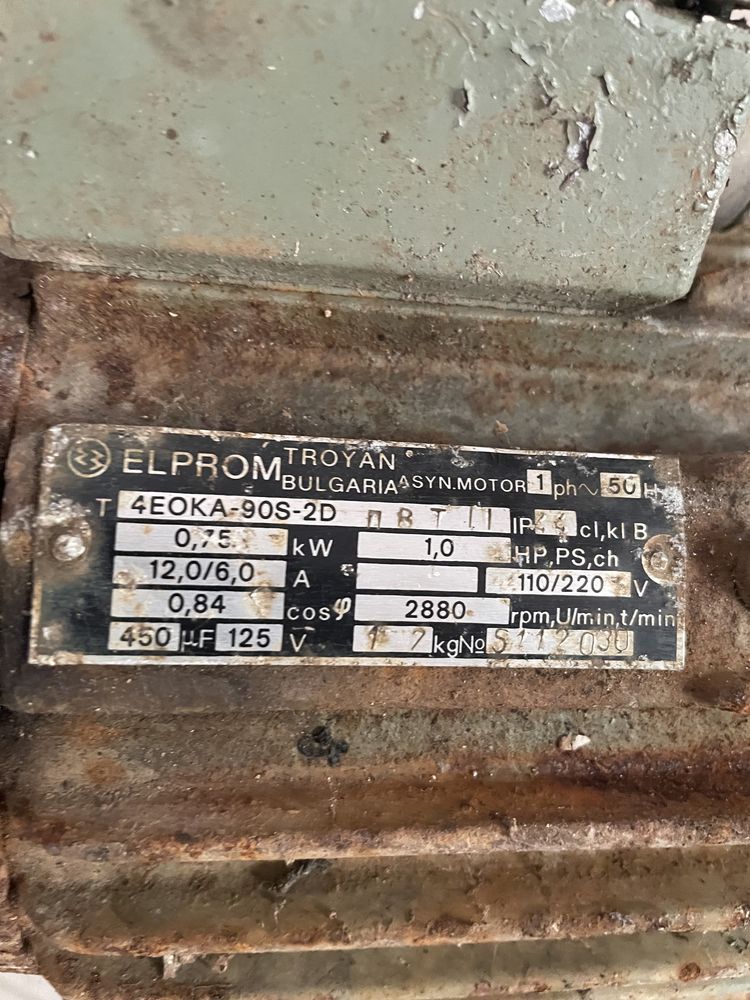 ELPROM TROYAN BULGARIA ASYN.MOTOR 1 ph~ 50 H
T 4EOKA-90S-2D IP 44 cl,kl B
0,75 kW 1,0 HP,PS,ch
12,0/6,0 A 110/220 V
0,84 cosφ 2880 rpm,U/min,t/min
450 µF 125 V kg№